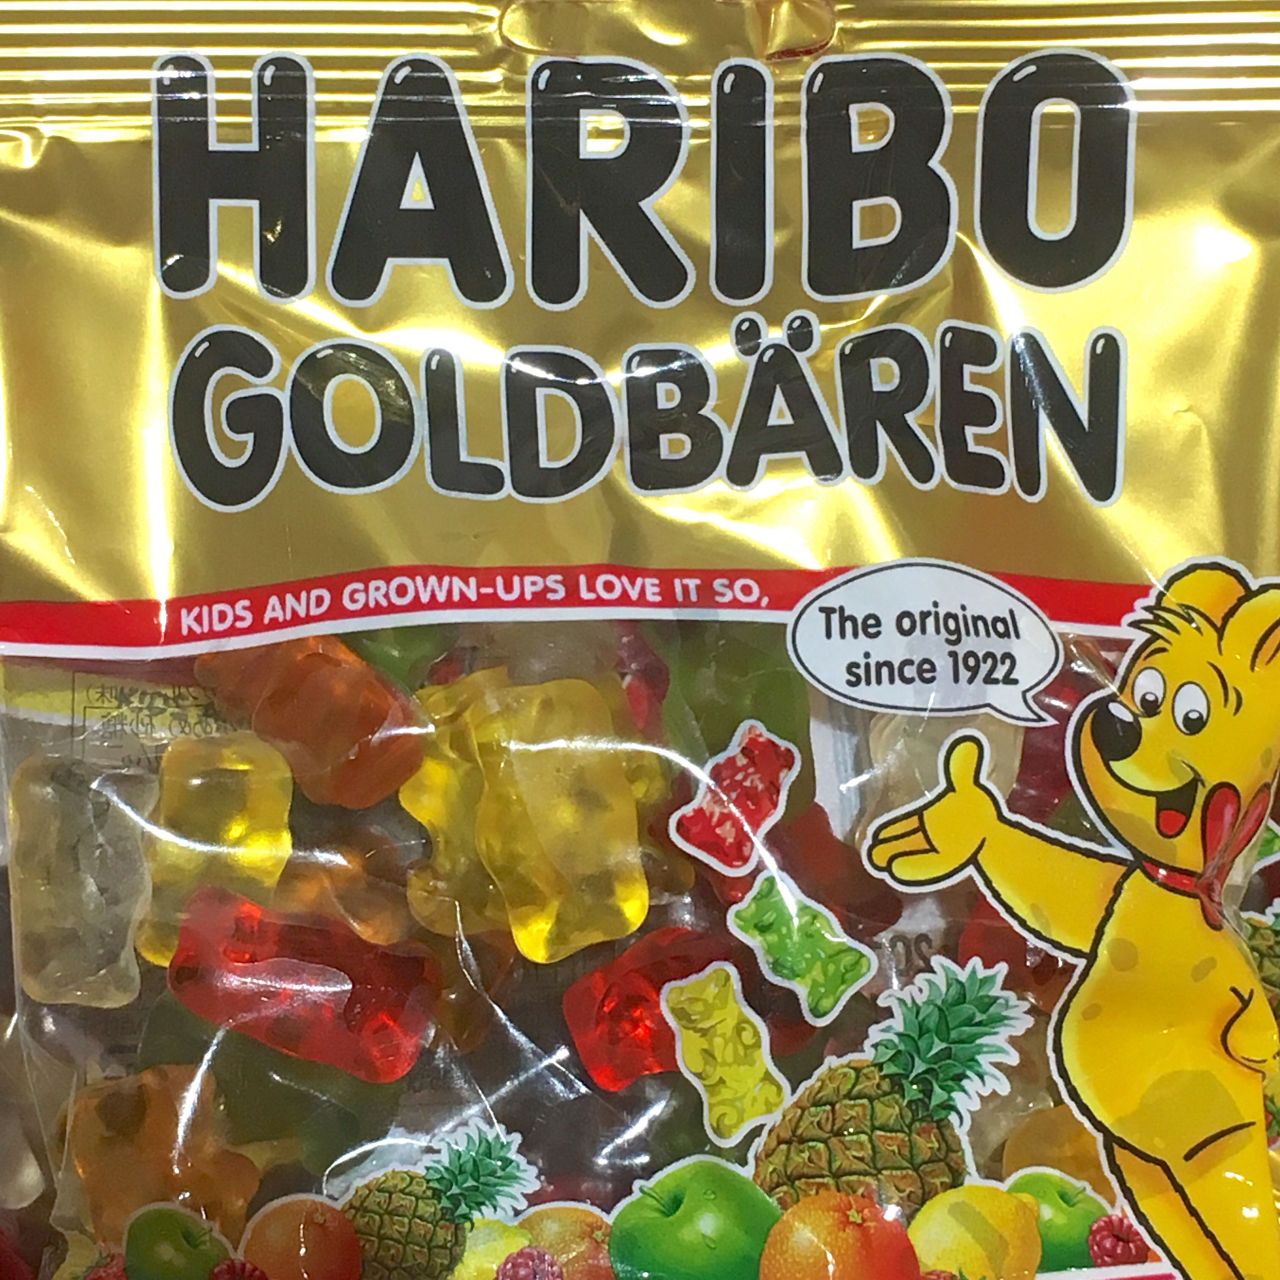 HARIBO
GOLDBÄREN
KIDS AND GROWN-UPS LOVE IT SO,
The original
since 1922